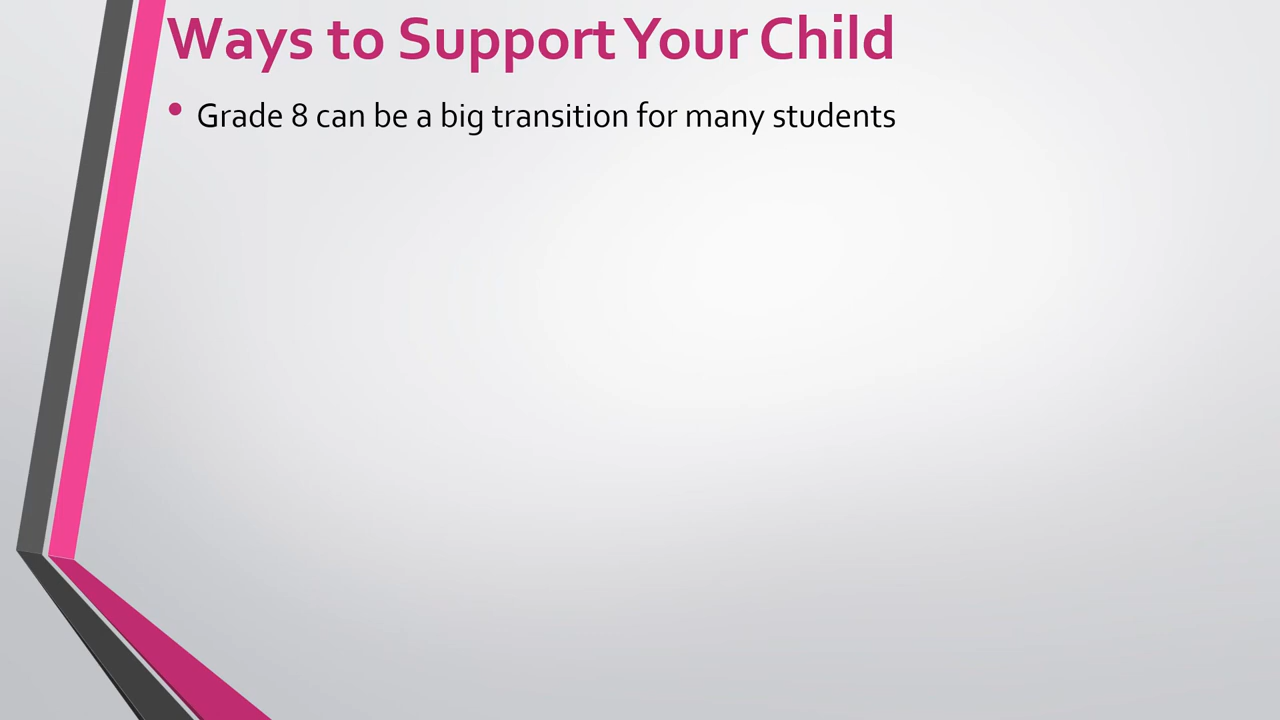 Ways to Support Your Child
• Grade 8 can be a big transition for many students